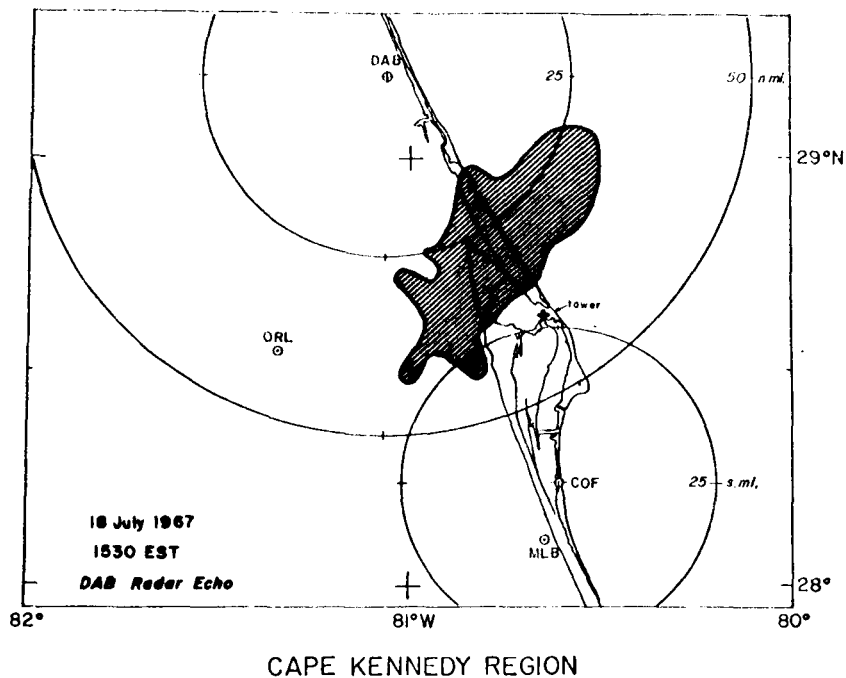 DAB
25
50 n mi.
29°N
tower
ORL
25 s. mi.
COF
18 July 1967
1530 EST
DAB Radar Echo
MLB
28°
82°
81°W
80°
CAPE KENNEDY REGION